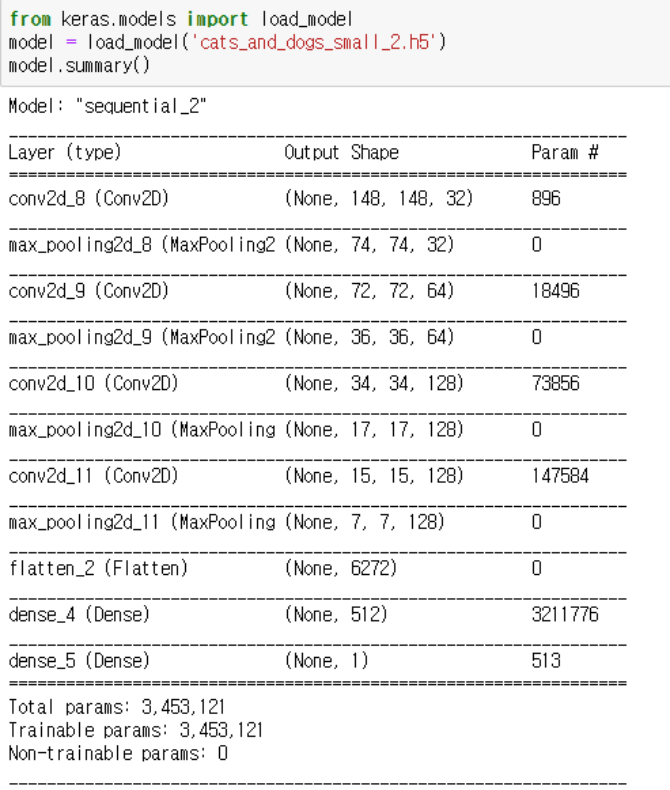 from keras.models import load_model
model = load_model('cats_and_dogs_small_2.h5')
model.summary()
Model: "sequential_2"
_________________________________________________________________
Layer (type)                 Output Shape              Param #
=================================================================
conv2d_8 (Conv2D)            (None, 148, 148, 32)      896
_________________________________________________________________
max_pooling2d_8 (MaxPooling2 (None, 74, 74, 32)        0
_________________________________________________________________
conv2d_9 (Conv2D)            (None, 72, 72, 64)        18496
_________________________________________________________________
max_pooling2d_9 (MaxPooling2 (None, 36, 36, 64)        0
_________________________________________________________________
conv2d_10 (Conv2D)           (None, 34, 34, 128)       73856
_________________________________________________________________
max_pooling2d_10 (MaxPooling (None, 17, 17, 128)       0
_________________________________________________________________
conv2d_11 (Conv2D)           (None, 15, 15, 128)       147584
_________________________________________________________________
max_pooling2d_11 (MaxPooling (None, 7, 7, 128)         0
_________________________________________________________________
flatten_2 (Flatten)          (None, 6272)              0
_________________________________________________________________
dense_4 (Dense)              (None, 512)               3211776
_________________________________________________________________
dense_5 (Dense)              (None, 1)                 513
=================================================================
Total params: 3,453,121
Trainable params: 3,453,121
Non-trainable params: 0
_________________________________________________________________